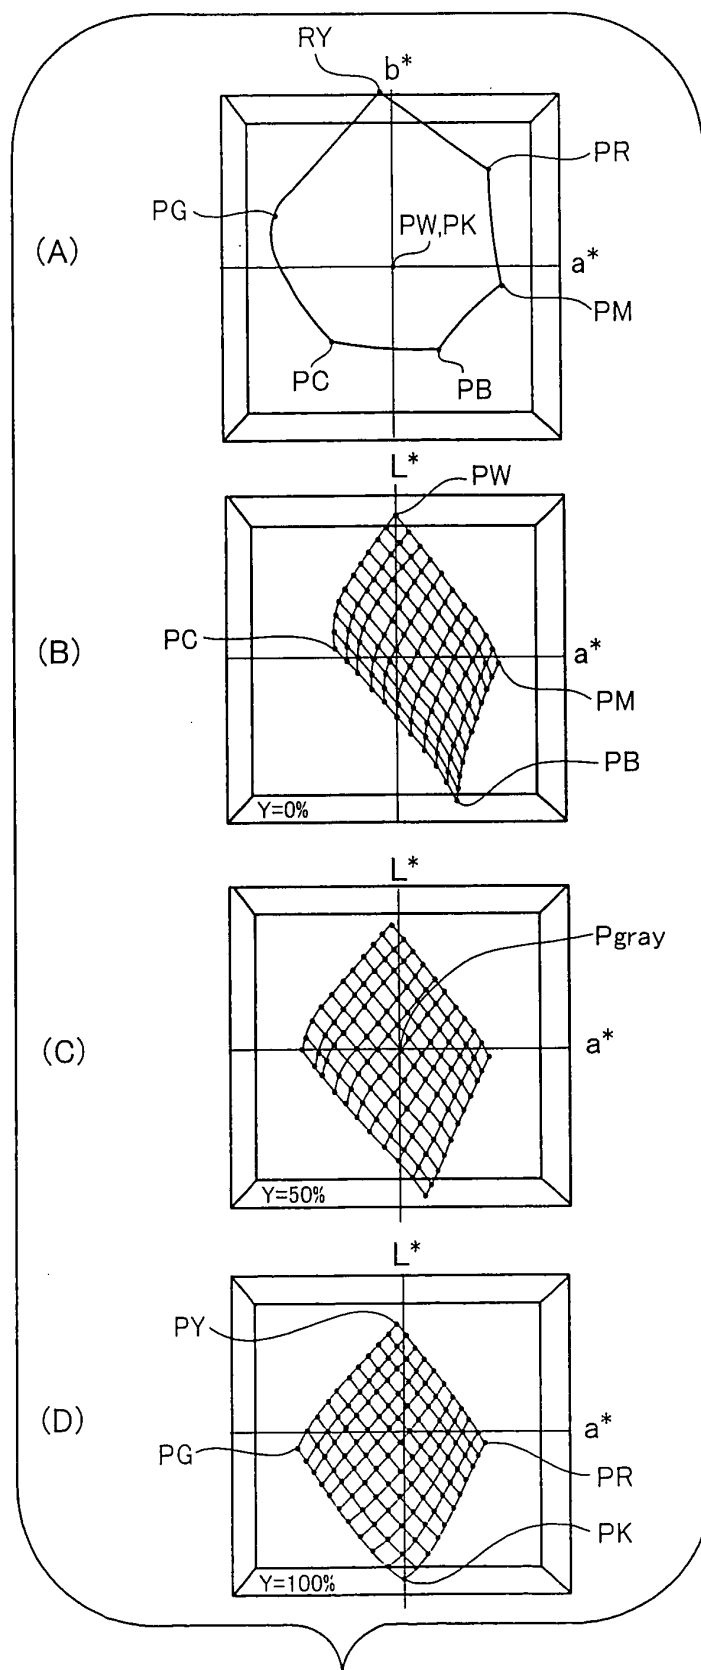 RY
b*
PR
PG
PW,PK
(A)
a*
PM
PC
PB
L*
PW
PC
(B)
a*
PM
PB
Y=0%
L*
Pgray
(C)
a*
Y=50%
L*
PY
(D)
a*
PG
PR
PK
Y=100%